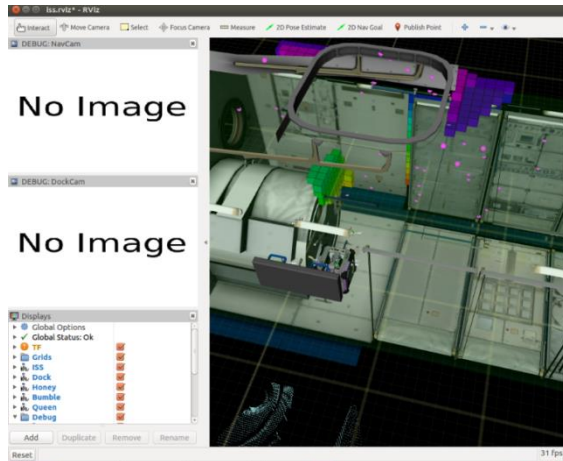 iss.rviz* - RViz
Interact Move Camera Select Focus Camera Measure 2D Pose Estimate 2D Nav Goal Publish Point
DEBUG: NavCam
No Image
DEBUG: DockCam
No Image
Displays
Global Options
Global Status: Ok
TF
Grids
ISS
Dock
Honey
Bumble
Queen
Debug
Add Duplicate Remove Rename
Reset
31 fps